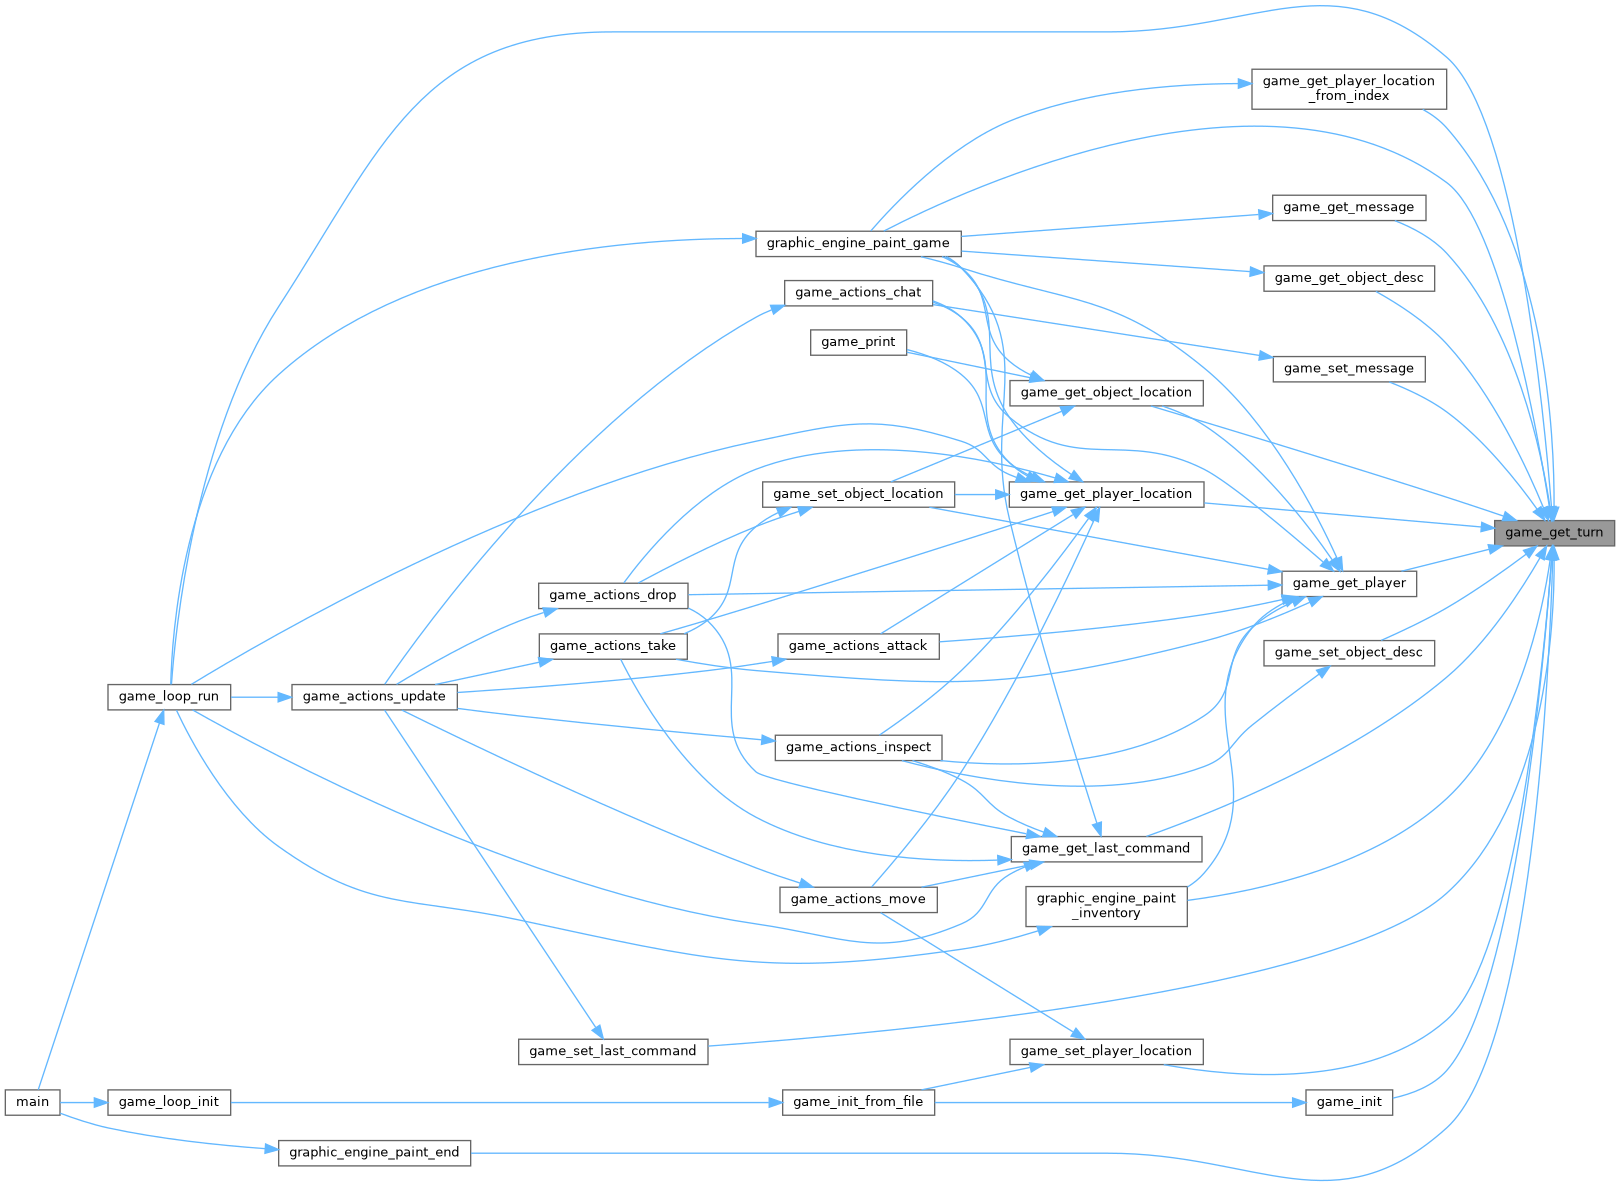 game_get_player_location
_from_index
game_get_message
graphic_engine_paint_game
game_get_object_desc
game_actions_chat
game_print
game_set_message
game_get_object_location
game_set_object_location
game_get_player_location
game_get_turn
game_actions_drop
game_get_player
game_actions_take
game_actions_attack
game_set_object_desc
game_loop_run
game_actions_update
game_actions_inspect
game_get_last_command
game_actions_move
graphic_engine_paint
_inventory
game_set_last_command
game_set_player_location
main
game_loop_init
game_init_from_file
game_init
graphic_engine_paint_end